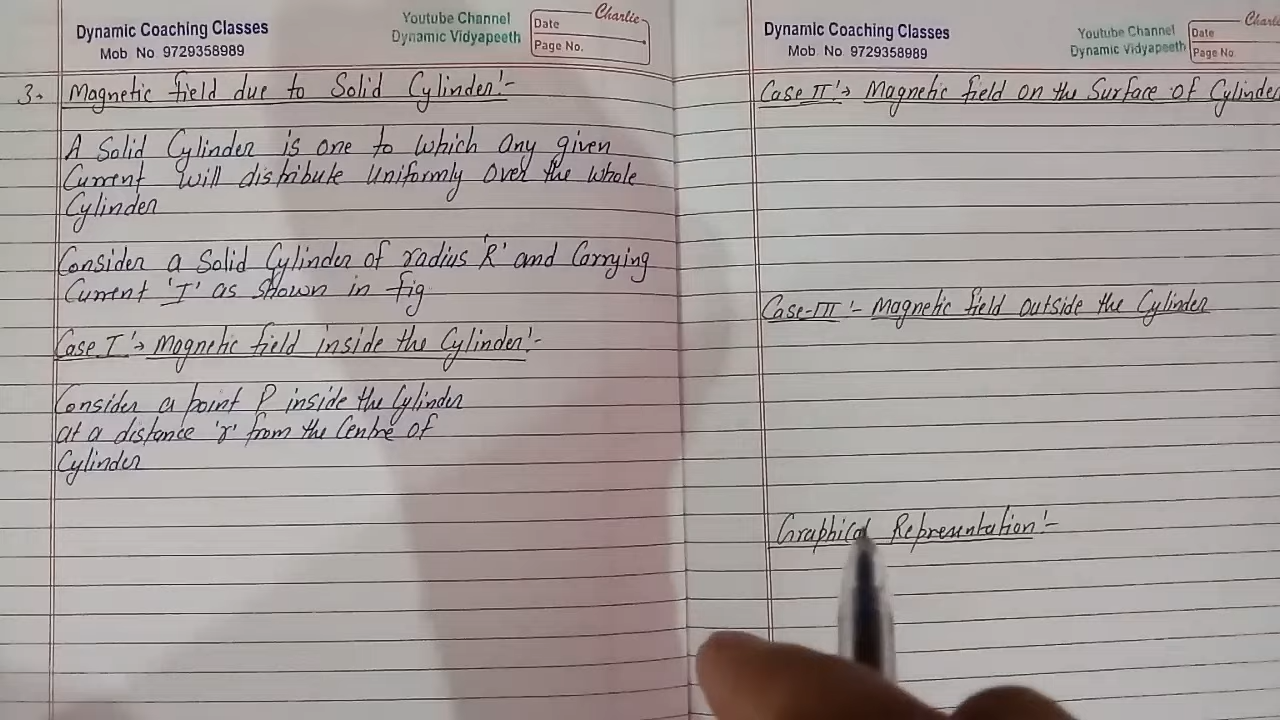 Dynamic Coaching Classes
Mob No 9729358989
Youtube Channel
Dynamic Vidyapeeth
Charlie
Date
Page No.
3. Magnetic field due to Solid Cylinder:-
A Solid Cylinder is one to which any given
Current will distribute Uniformly over the whole
Cylinder
Consider a Solid Cylinder of radius 'R' and Carrying
Current 'I' as shown in fig
Case I :- Magnetic field inside the Cylinder:-
Consider a point P inside the Cylinder
at a distance 'r' from the Centre of
Cylinder
Dynamic Coaching Classes
Mob No 9729358989
Youtube Channel
Dynamic Vidyapeeth
Charlie
Date
Page No
Case II :- Magnetic field on the Surface of Cylinder
Case-III :- Magnetic field outside the Cylinder
Graphical Representation:-